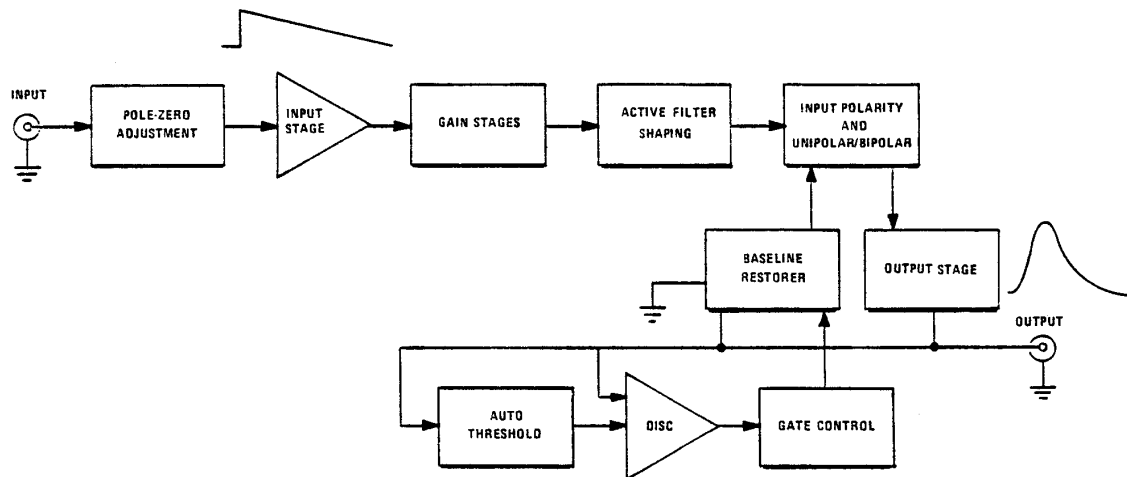 INPUT
POLE-ZERO
ADJUSTMENT
INPUT
STAGE
GAIN STAGES
ACTIVE FILTER
SHAPING
INPUT POLARITY
AND
UNIPOLAR/BIPOLAR
BASELINE
RESTORER
OUTPUT STAGE
OUTPUT
AUTO
THRESHOLD
DISC
GATE CONTROL